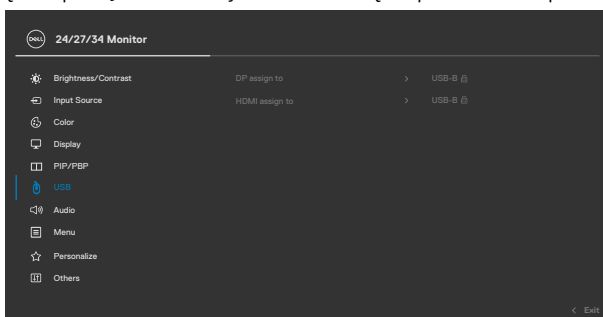 DELL 24/27/34 Monitor
Brightness/Contrast DP assign to > USB-B
Input Source HDMI assign to > USB-B
Color
Display
PIP/PBP
USB
Audio
Menu
Personalize
Others
< Exit